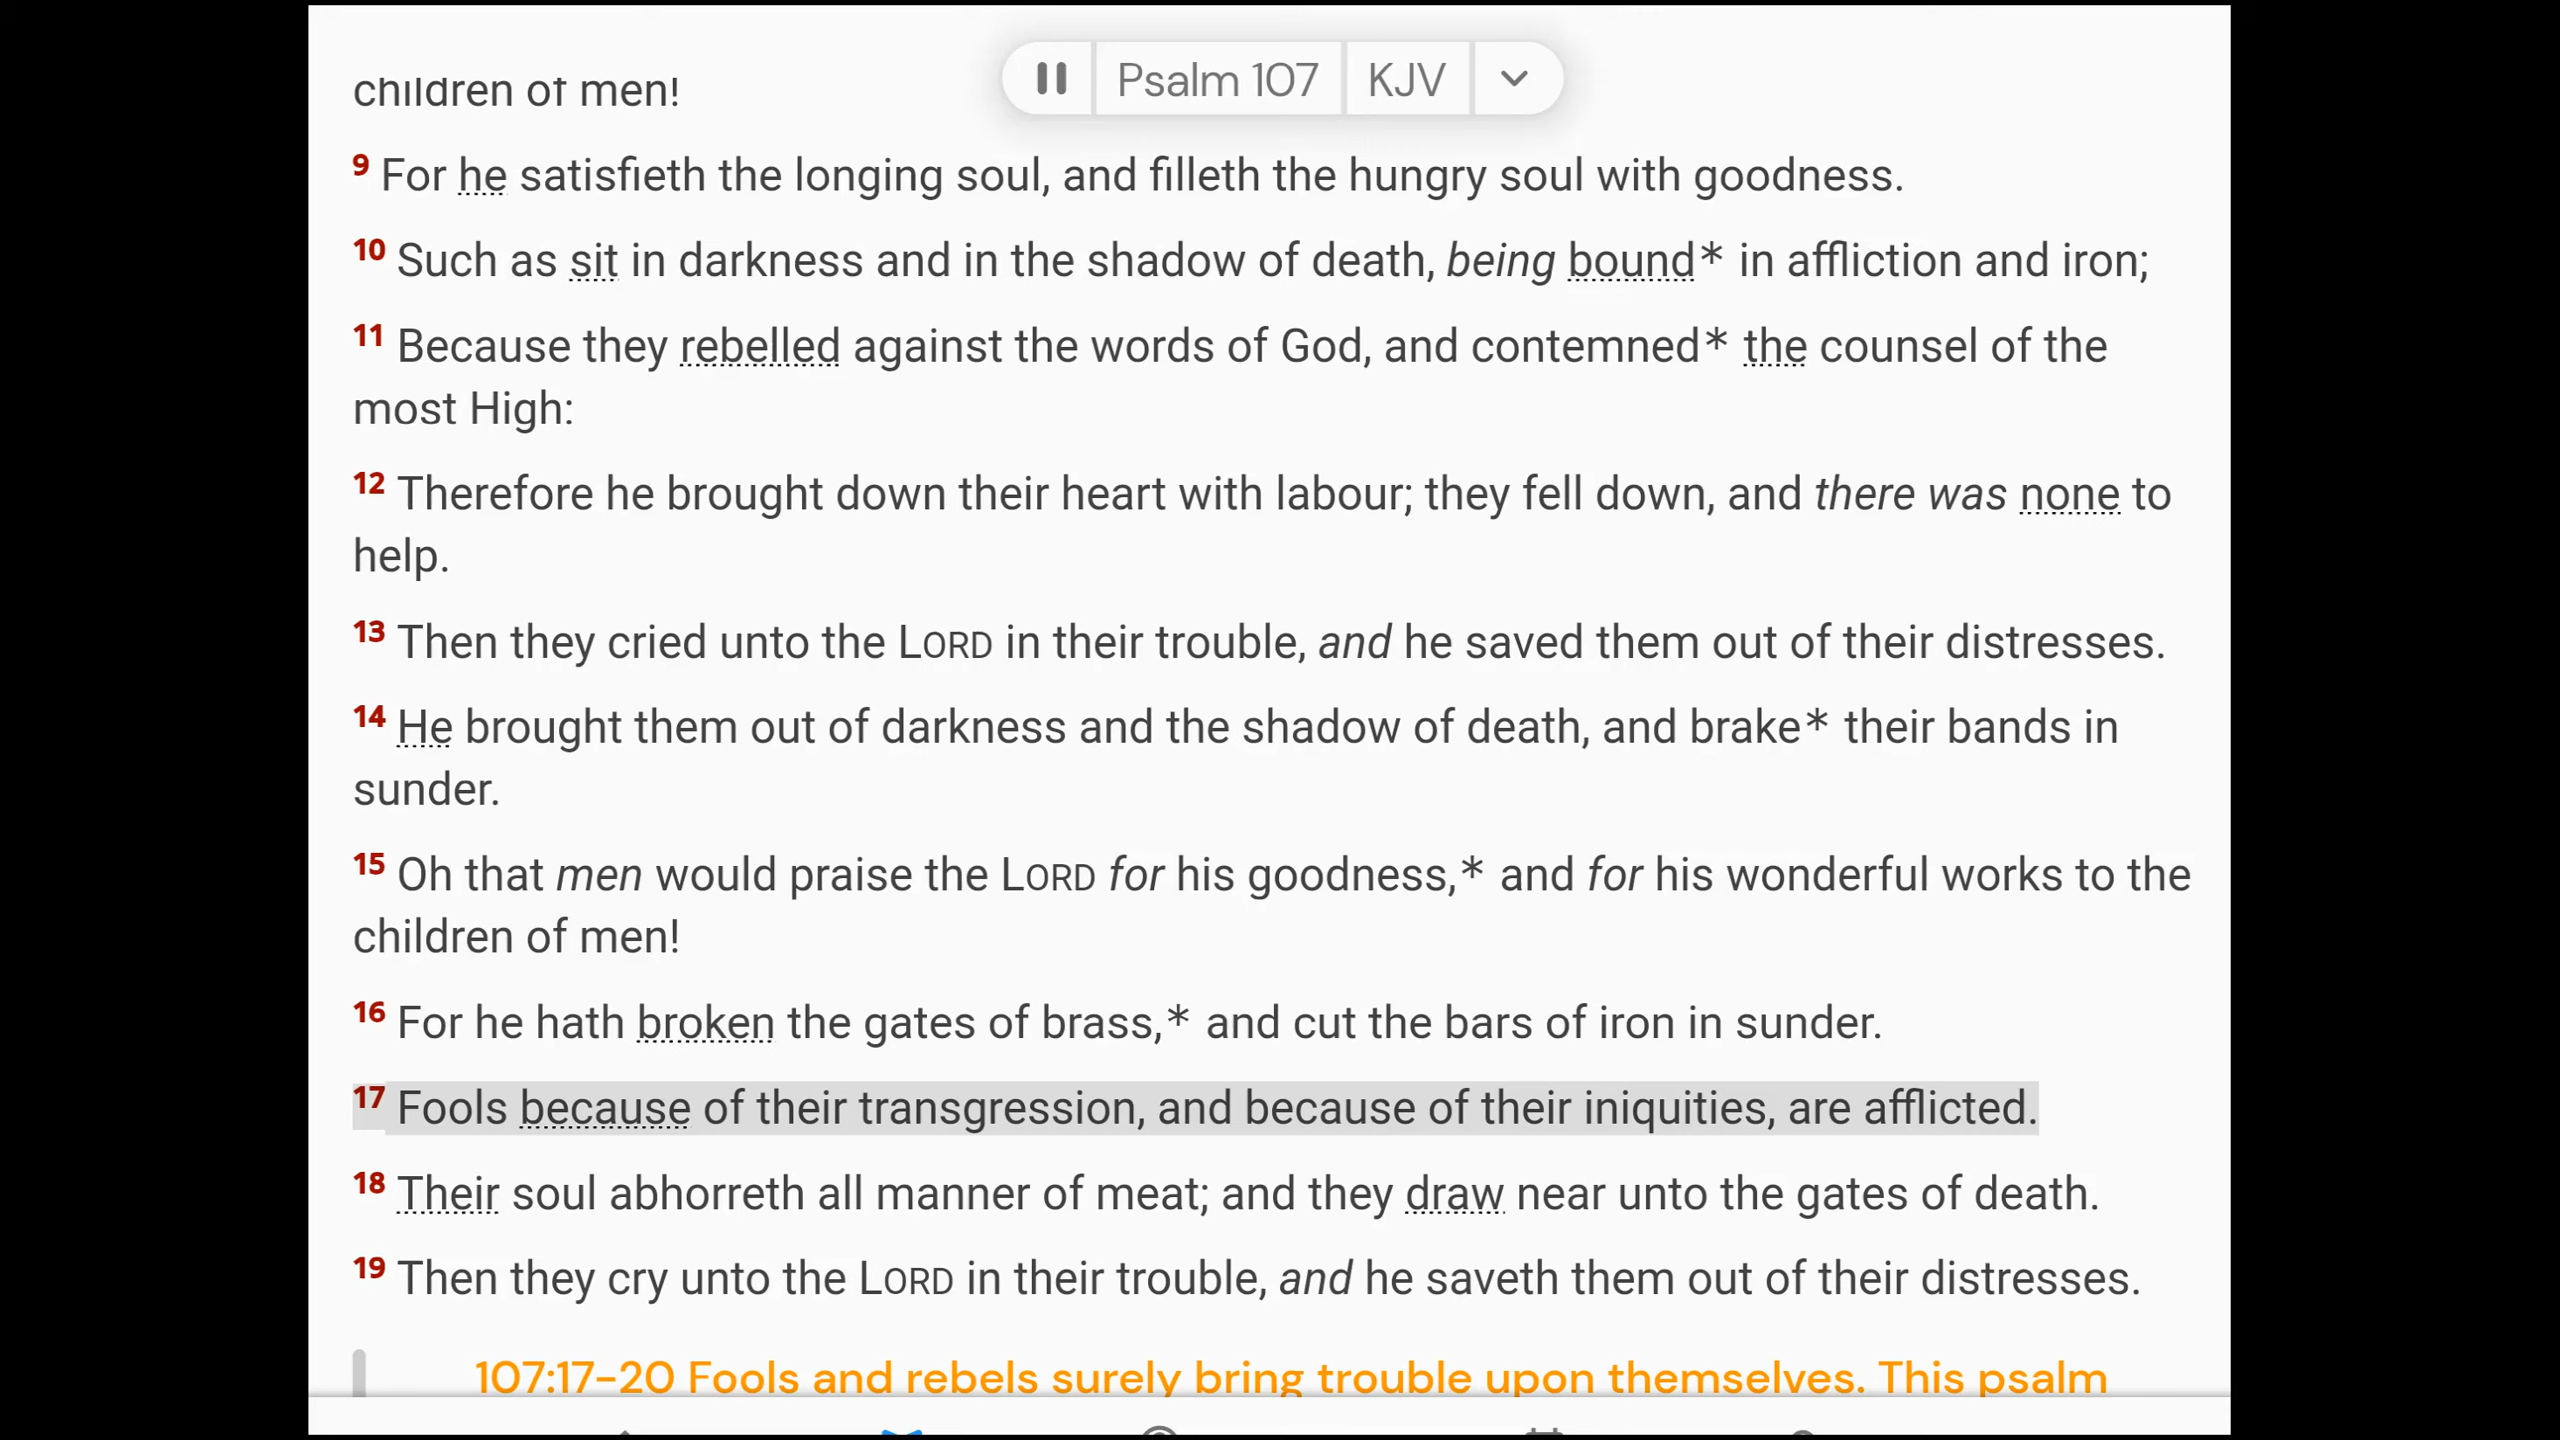 Psalm 107 KJV
children of men!
9 For he satisfieth the longing soul, and filleth the hungry soul with goodness.
10 Such as sit in darkness and in the shadow of death, being bound* in affliction and iron;
11 Because they rebelled against the words of God, and contemned* the counsel of the
most High:
12 Therefore he brought down their heart with labour; they fell down, and there was none to
help.
13 Then they cried unto the LORD in their trouble, and he saved them out of their distresses.
14 He brought them out of darkness and the shadow of death, and brake* their bands in
sunder.
15 Oh that men would praise the LORD for his goodness,* and for his wonderful works to the
children of men!
16 For he hath broken the gates of brass,* and cut the bars of iron in sunder.
17 Fools because of their transgression, and because of their iniquities, are afflicted.
18 Their soul abhorreth all manner of meat; and they draw near unto the gates of death.
19 Then they cry unto the LORD in their trouble, and he saveth them out of their distresses.
107:17–20 Fools and rebels surely bring trouble upon themselves. This psalm